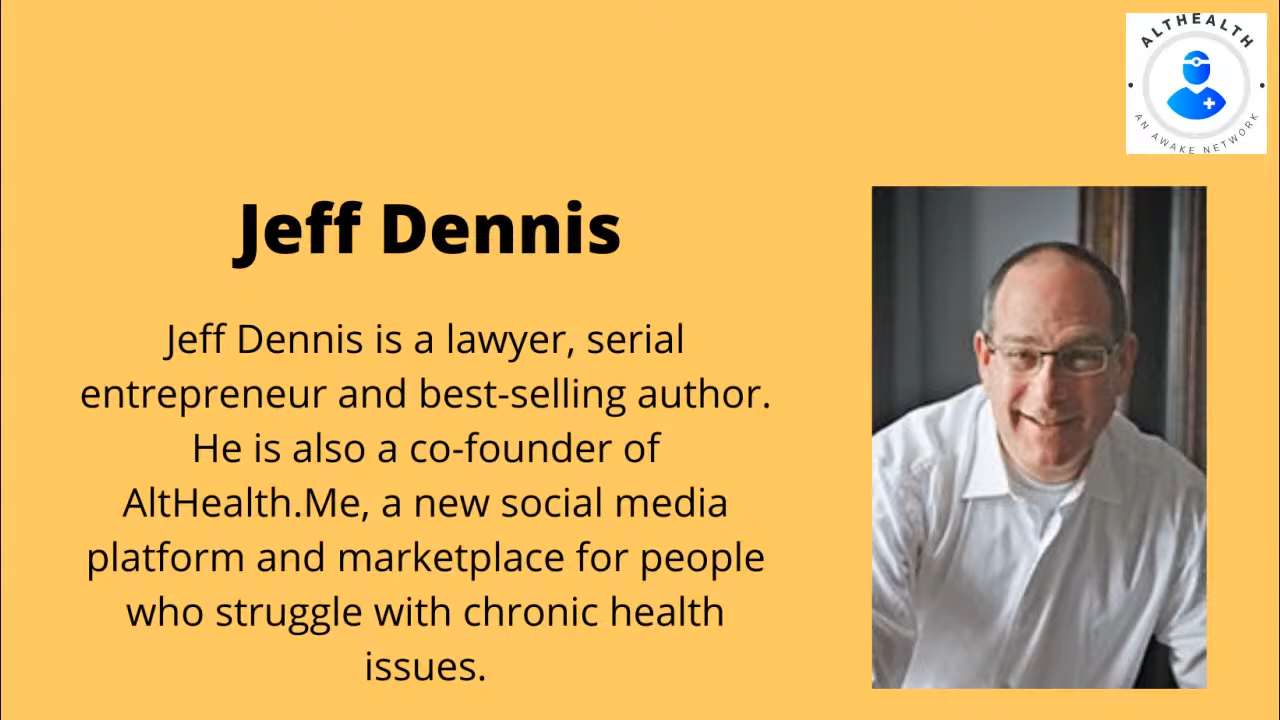 ALTHEALTH
AN AWAKE NETWORK
Jeff Dennis
Jeff Dennis is a lawyer, serial
entrepreneur and best-selling author.
He is also a co-founder of
AltHealth.Me, a new social media
platform and marketplace for people
who struggle with chronic health
issues.